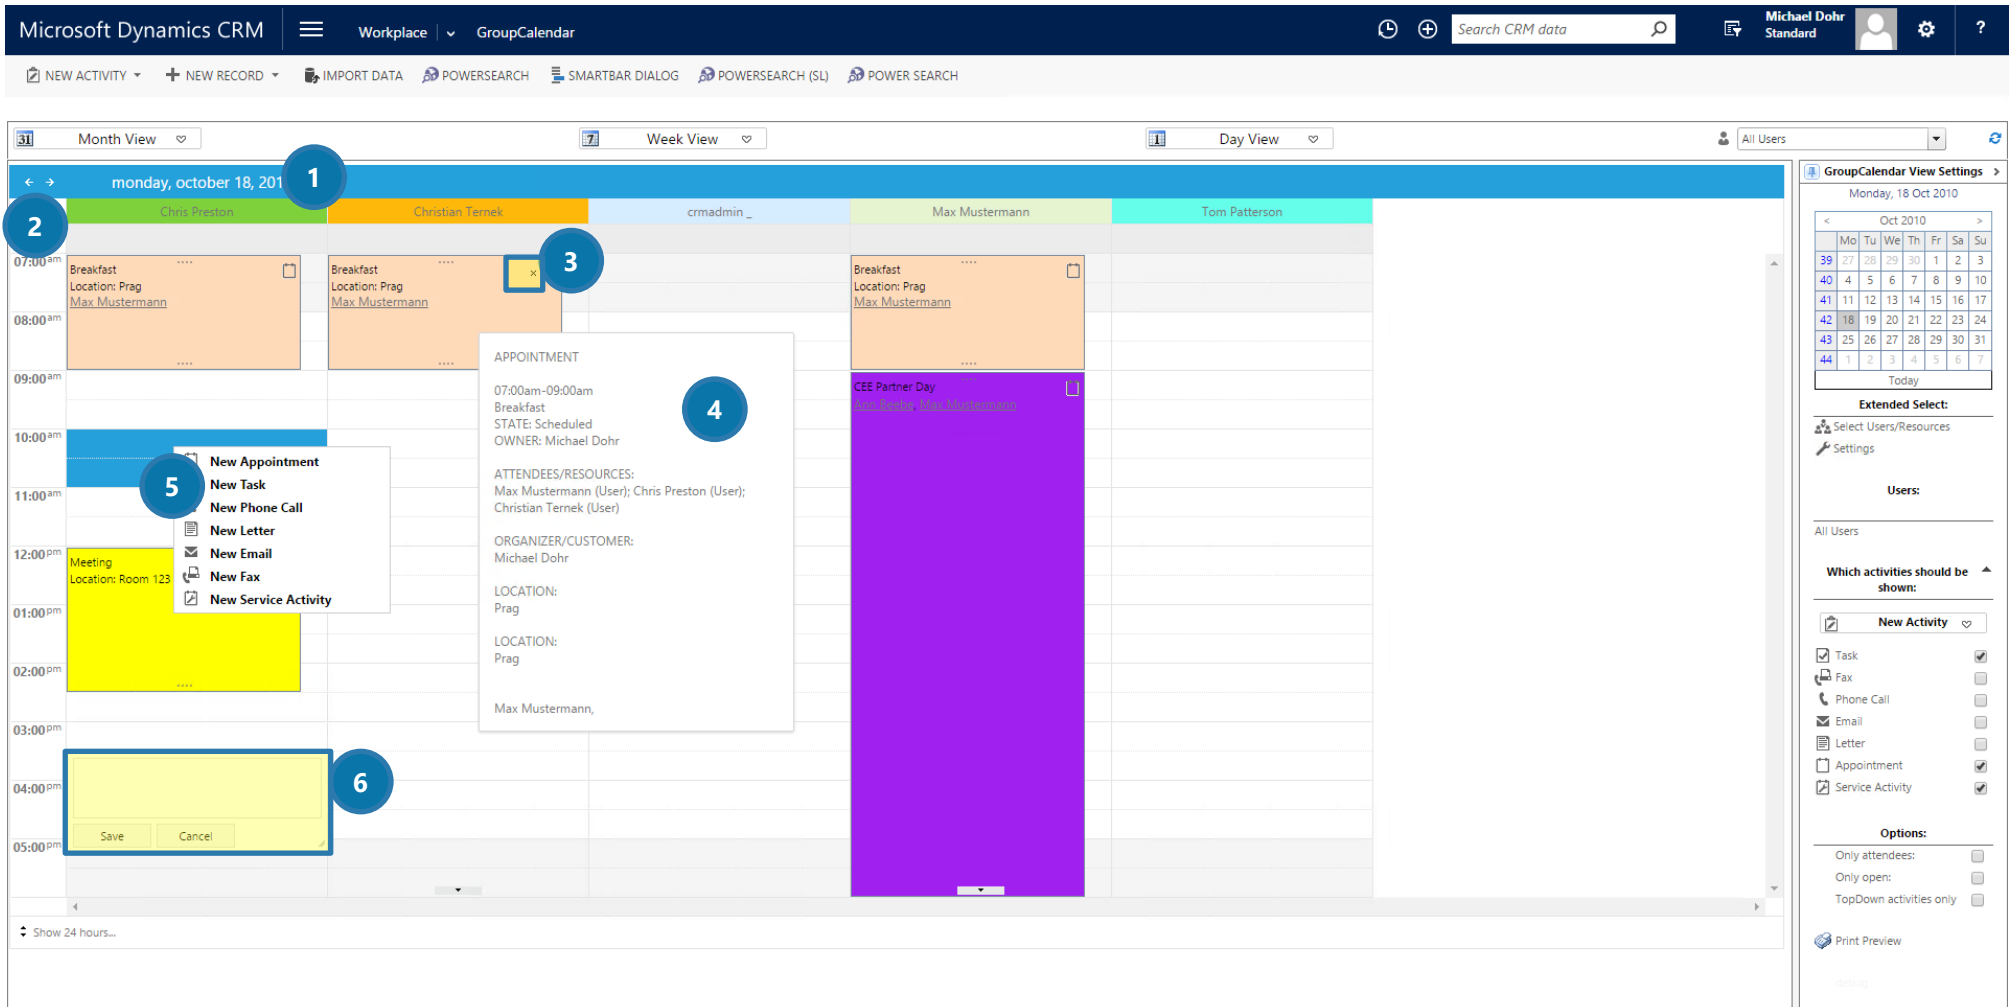 Microsoft Dynamics CRM
Workplace
GroupCalendar
Search CRM data
Michael Dohr
Standard
?
NEW ACTIVITY
NEW RECORD
IMPORT DATA
POWERSEARCH
SMARTBAR DIALOG
POWERSEARCH (SL)
POWER SEARCH
31 Month View
7 Week View
1 Day View
All Users
monday, october 18, 201
1
2
Chris Preston
Christian Ternek
crmadmin _
Max Mustermann
Tom Patterson
07:00am
08:00am
09:00am
10:00am
11:00am
12:00pm
01:00pm
02:00pm
03:00pm
04:00pm
05:00pm
Breakfast
Location: Prag
Max Mustermann
Breakfast
Location: Prag
Max Mustermann
×
3
Breakfast
Location: Prag
Max Mustermann
CEE Partner Day
Ann Beebe, Max Mustermann
APPOINTMENT
07:00am-09:00am
Breakfast
STATE: Scheduled
OWNER: Michael Dohr
ATTENDEES/RESOURCES:
Max Mustermann (User); Chris Preston (User);
Christian Ternek (User)
ORGANIZER/CUSTOMER:
Michael Dohr
LOCATION:
Prag
LOCATION:
Prag
Max Mustermann,
4
5
New Appointment
New Task
New Phone Call
New Letter
New Email
New Fax
New Service Activity
Meeting
Location: Room 123
6
Save
Cancel
Show 24 hours...
GroupCalendar View Settings >
Monday, 18 Oct 2010
< Oct 2010 >
Mo Tu We Th Fr Sa Su
39 27 28 29 30 1 2 3
40 4 5 6 7 8 9 10
41 11 12 13 14 15 16 17
42 18 19 20 21 22 23 24
43 25 26 27 28 29 30 31
44 1 2 3 4 5 6 7
Today
Extended Select:
Select Users/Resources
Settings
Users:
All Users
Which activities should be
shown:
New Activity
Task
Fax
Phone Call
Email
Letter
Appointment
Service Activity
Options:
Only attendees:
Only open:
TopDown activities only
Print Preview